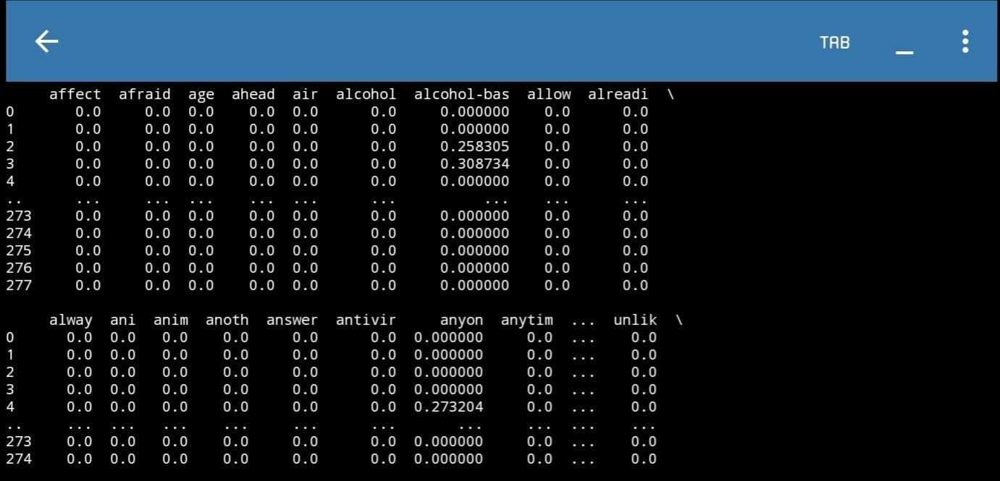 TAB
     affect  afraid  age  ahead  air  alcohol  alcohol-bas  allow  alreadi  \
0       0.0     0.0  0.0    0.0  0.0      0.0     0.000000    0.0      0.0
1       0.0     0.0  0.0    0.0  0.0      0.0     0.000000    0.0      0.0
2       0.0     0.0  0.0    0.0  0.0      0.0     0.258305    0.0      0.0
3       0.0     0.0  0.0    0.0  0.0      0.0     0.308734    0.0      0.0
4       0.0     0.0  0.0    0.0  0.0      0.0     0.000000    0.0      0.0
..      ...     ...  ...    ...  ...      ...          ...    ...      ...
273     0.0     0.0  0.0    0.0  0.0      0.0     0.000000    0.0      0.0
274     0.0     0.0  0.0    0.0  0.0      0.0     0.000000    0.0      0.0
275     0.0     0.0  0.0    0.0  0.0      0.0     0.000000    0.0      0.0
276     0.0     0.0  0.0    0.0  0.0      0.0     0.000000    0.0      0.0
277     0.0     0.0  0.0    0.0  0.0      0.0     0.000000    0.0      0.0
     alway  ani  anim  anoth  answer  antivir     anyon  anytim  ...  unlik  \
0      0.0  0.0   0.0    0.0     0.0      0.0  0.000000     0.0  ...    0.0
1      0.0  0.0   0.0    0.0     0.0      0.0  0.000000     0.0  ...    0.0
2      0.0  0.0   0.0    0.0     0.0      0.0  0.000000     0.0  ...    0.0
3      0.0  0.0   0.0    0.0     0.0      0.0  0.000000     0.0  ...    0.0
4      0.0  0.0   0.0    0.0     0.0      0.0  0.273204     0.0  ...    0.0
..     ...  ...   ...    ...     ...      ...       ...     ...  ...    ...
273    0.0  0.0   0.0    0.0     0.0      0.0  0.000000     0.0  ...    0.0
274    0.0  0.0   0.0    0.0     0.0      0.0  0.000000     0.0  ...    0.0